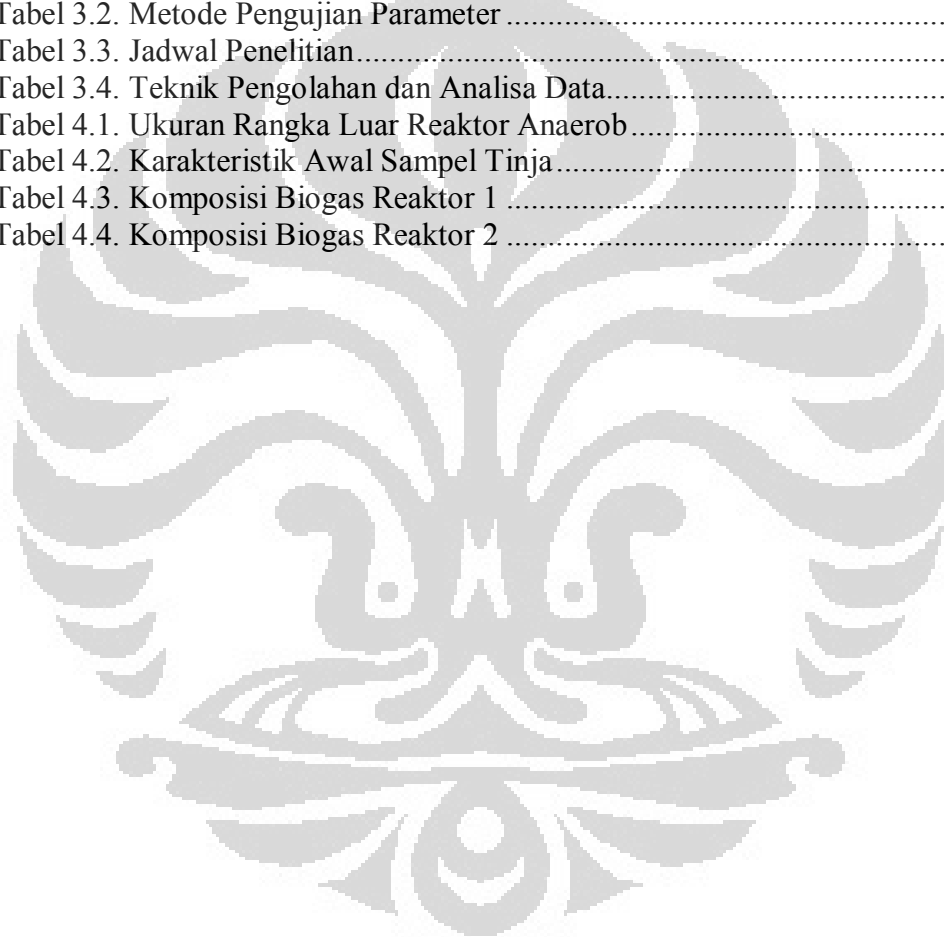 Tabel 3.2. Metode Pengujian Parameter ........................................................
Tabel 3.3. Jadwal Penelitian...........................................................................
Tabel 3.4. Teknik Pengolahan dan Analisa Data...........................................
Tabel 4.1. Ukuran Rangka Luar Reaktor Anaerob........................................
Tabel 4.2. Karakteristik Awal Sampel Tinja..................................................
Tabel 4.3. Komposisi Biogas Reaktor 1 ........................................................
Tabel 4.4. Komposisi Biogas Reaktor 2 ........................................................